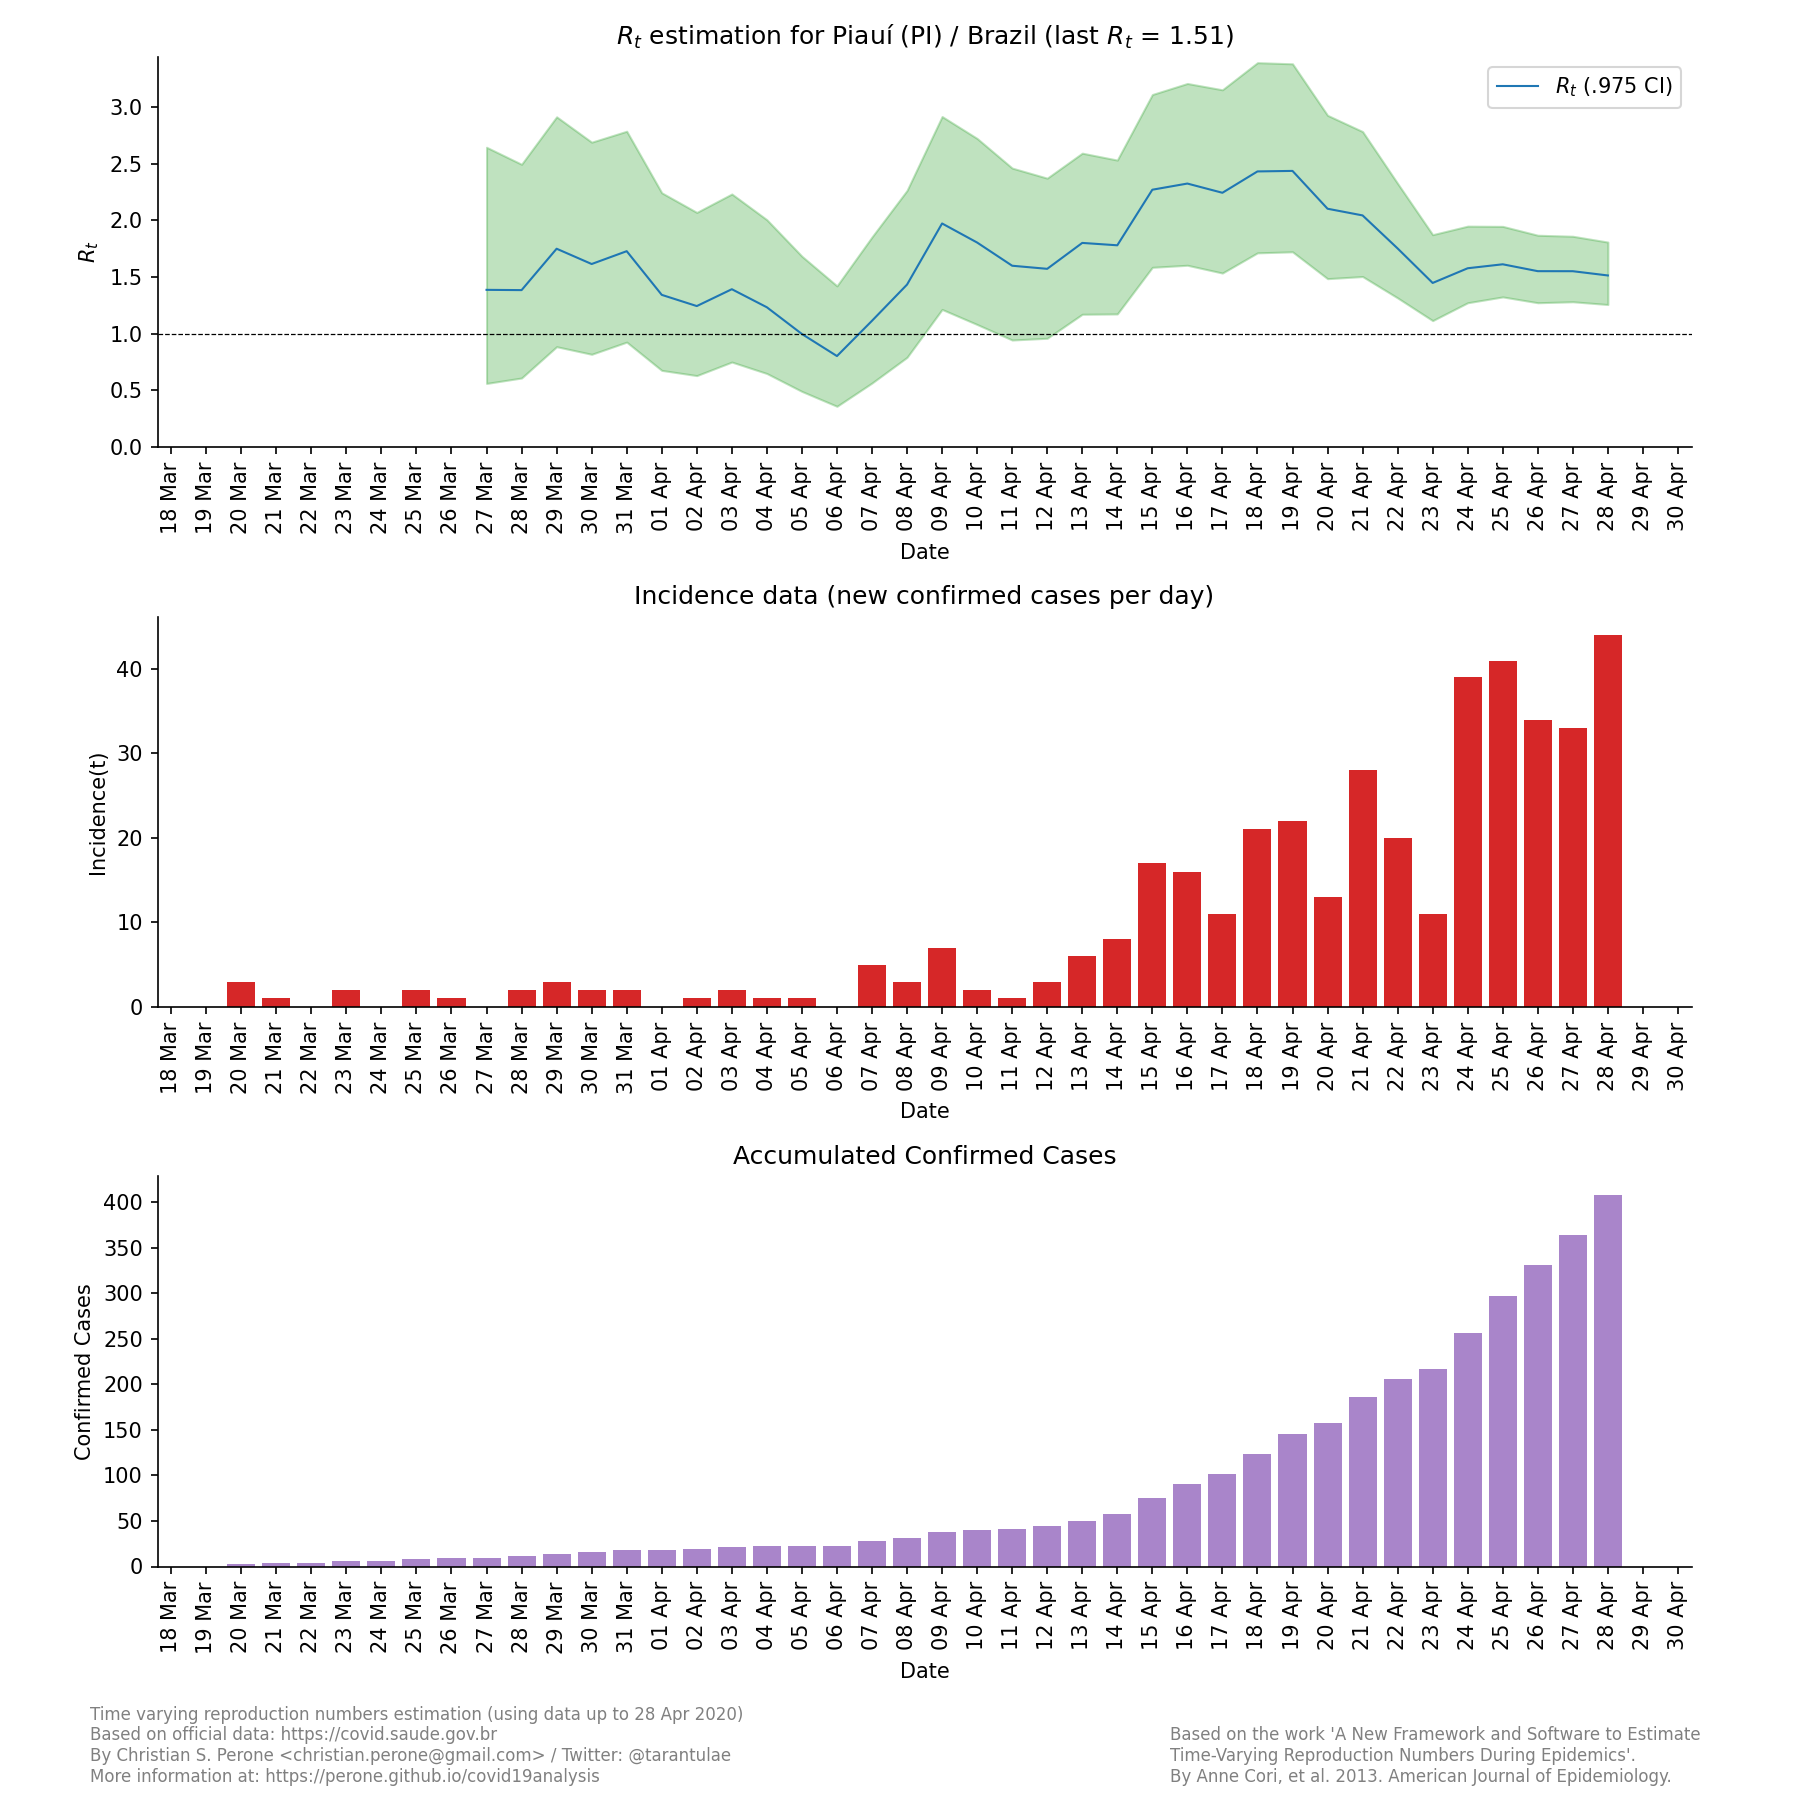 R_t estimation for Piauí (PI) / Brazil (last R_t = 1.51)
R_t (.975 CI)
R_t
3.0
2.5
2.0
1.5
1.0
0.5
0.0
18 Mar 19 Mar 20 Mar 21 Mar 22 Mar 23 Mar 24 Mar 25 Mar 26 Mar 27 Mar 28 Mar 29 Mar 30 Mar 31 Mar 01 Apr 02 Apr 03 Apr 04 Apr 05 Apr 06 Apr 07 Apr 08 Apr 09 Apr 10 Apr 11 Apr 12 Apr 13 Apr 14 Apr 15 Apr 16 Apr 17 Apr 18 Apr 19 Apr 20 Apr 21 Apr 22 Apr 23 Apr 24 Apr 25 Apr 26 Apr 27 Apr 28 Apr 29 Apr 30 Apr
Date
Incidence data (new confirmed cases per day)
Incidence(t)
40
30
20
10
0
18 Mar 19 Mar 20 Mar 21 Mar 22 Mar 23 Mar 24 Mar 25 Mar 26 Mar 27 Mar 28 Mar 29 Mar 30 Mar 31 Mar 01 Apr 02 Apr 03 Apr 04 Apr 05 Apr 06 Apr 07 Apr 08 Apr 09 Apr 10 Apr 11 Apr 12 Apr 13 Apr 14 Apr 15 Apr 16 Apr 17 Apr 18 Apr 19 Apr 20 Apr 21 Apr 22 Apr 23 Apr 24 Apr 25 Apr 26 Apr 27 Apr 28 Apr 29 Apr 30 Apr
Date
Accumulated Confirmed Cases
Confirmed Cases
400
350
300
250
200
150
100
50
0
18 Mar 19 Mar 20 Mar 21 Mar 22 Mar 23 Mar 24 Mar 25 Mar 26 Mar 27 Mar 28 Mar 29 Mar 30 Mar 31 Mar 01 Apr 02 Apr 03 Apr 04 Apr 05 Apr 06 Apr 07 Apr 08 Apr 09 Apr 10 Apr 11 Apr 12 Apr 13 Apr 14 Apr 15 Apr 16 Apr 17 Apr 18 Apr 19 Apr 20 Apr 21 Apr 22 Apr 23 Apr 24 Apr 25 Apr 26 Apr 27 Apr 28 Apr 29 Apr 30 Apr
Date
Time varying reproduction numbers estimation (using data up to 28 Apr 2020)
Based on official data: https://covid.saude.gov.br
By Christian S. Perone <christian.perone@gmail.com> / Twitter: @tarantulae
More information at: https://perone.github.io/covid19analysis
Based on the work 'A New Framework and Software to Estimate
Time-Varying Reproduction Numbers During Epidemics'.
By Anne Cori, et al. 2013. American Journal of Epidemiology.